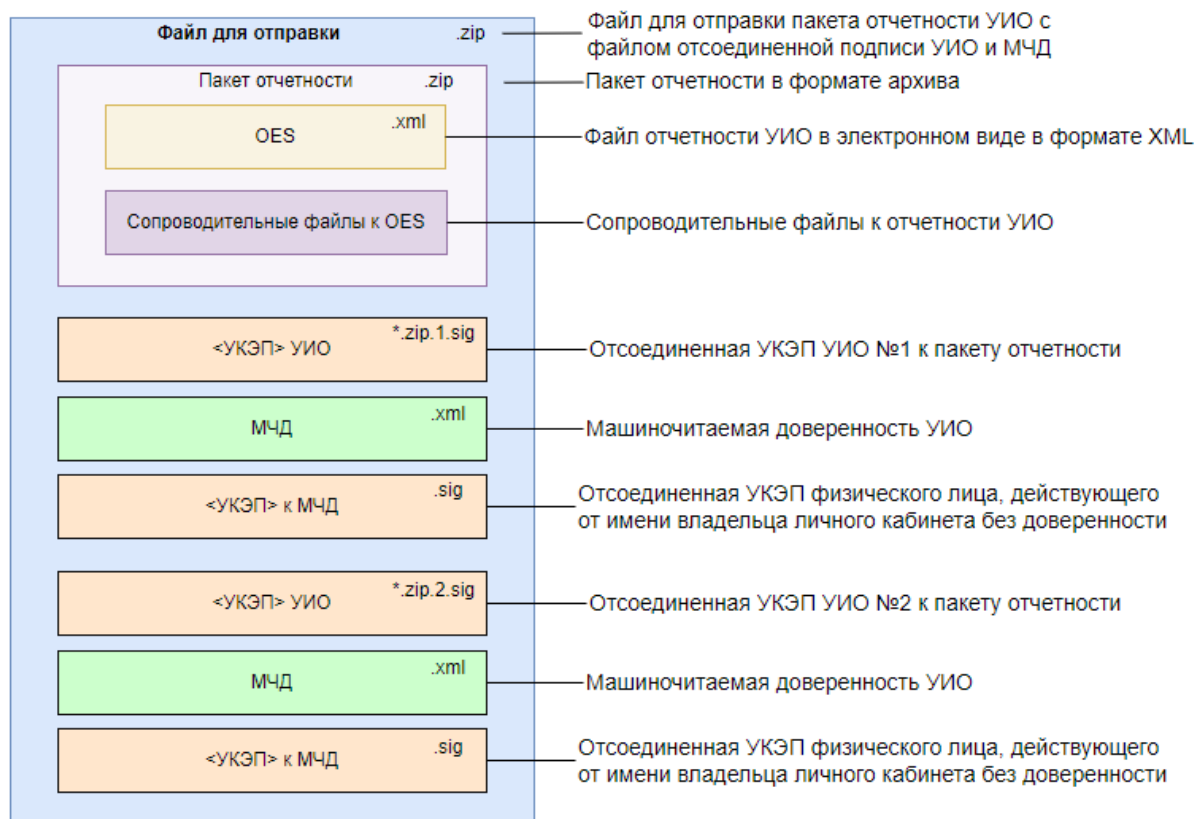 Файл для отправки .zip
Файл для отправки пакета отчетности УИО с
файлом отсоединенной подписи УИО и МЧД
Пакет отчетности .zip
Пакет отчетности в формате архива
OES .xml
Файл отчетности УИО в электронном виде в формате XML
Сопроводительные файлы к OES
Сопроводительные файлы к отчетности УИО
<УКЭП> УИО *.zip.1.sig
Отсоединенная УКЭП УИО №1 к пакету отчетности
МЧД .xml
Машиночитаемая доверенность УИО
<УКЭП> к МЧД .sig
Отсоединенная УКЭП физического лица, действующего
от имени владельца личного кабинета без доверенности
<УКЭП> УИО *.zip.2.sig
Отсоединенная УКЭП УИО №2 к пакету отчетности
МЧД .xml
Машиночитаемая доверенность УИО
<УКЭП> к МЧД .sig
Отсоединенная УКЭП физического лица, действующего
от имени владельца личного кабинета без доверенности